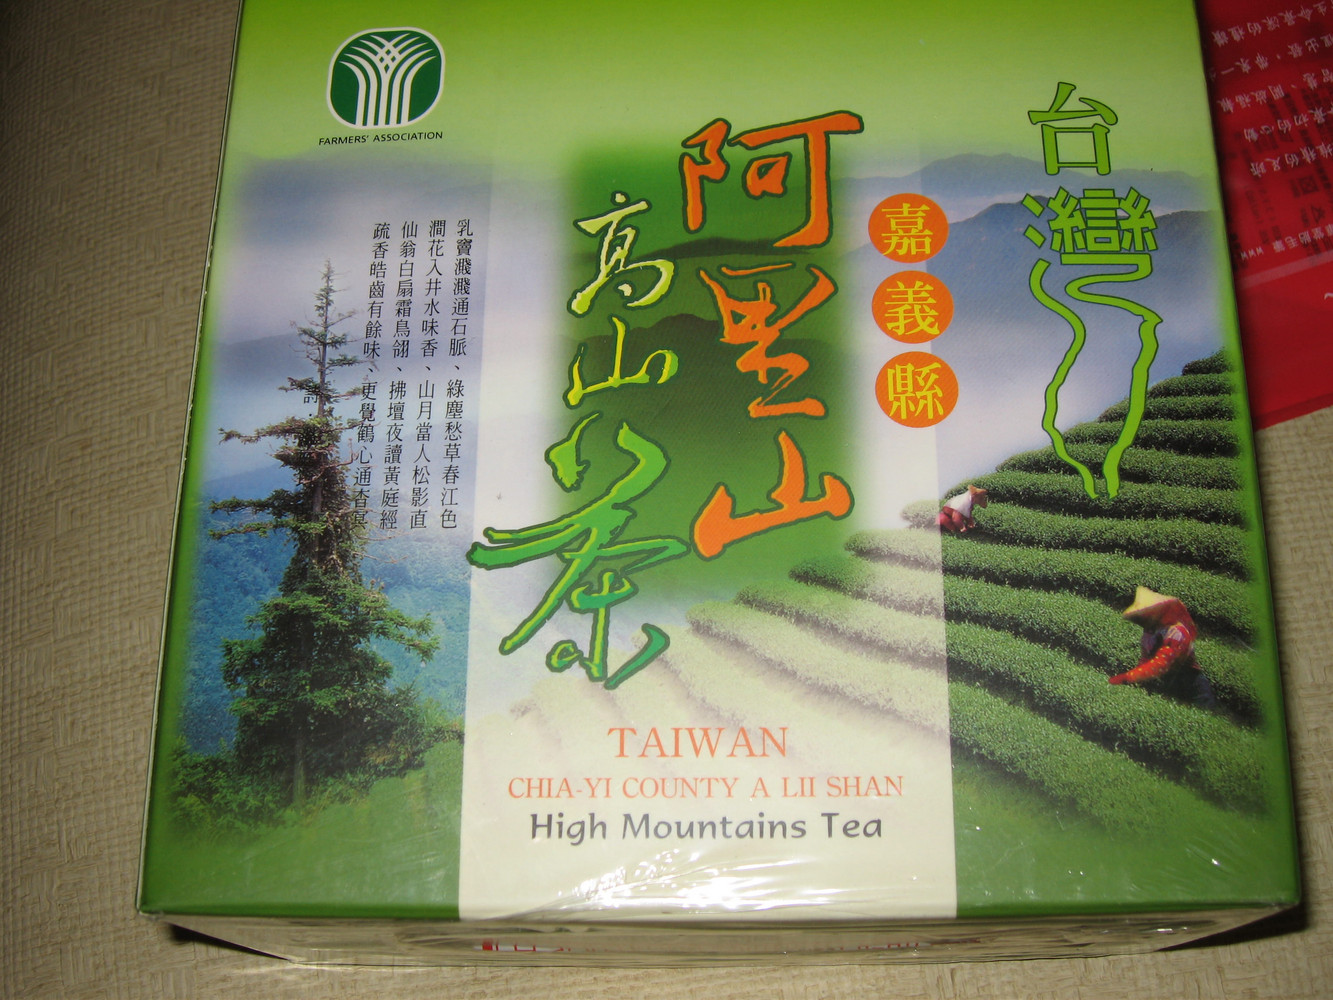 FARMERS' ASSOCIATION
台灣
嘉義縣
阿里山
高山茶
乳竇濺濺通石脈、綠塵愁草春江色
澗花入井水味香、山月當人松影直
仙翁白扇霜鳥翎、拂壇夜讀黃庭經
疏香皓齒有餘味、更覺鶴心通杳冥
詩
TAIWAN
CHIA-YI COUNTY A LII SHAN
High Mountains Tea